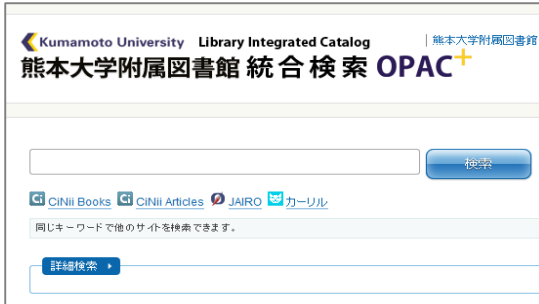 Kumamoto University Library Integrated Catalog
熊本大学附属図書館
熊本大学附属図書館 統合検索 OPAC+
検索
CiNii Books CiNii Articles JAIRO カーリル
同じキーワードで他のサイトを検索できます。
詳細検索